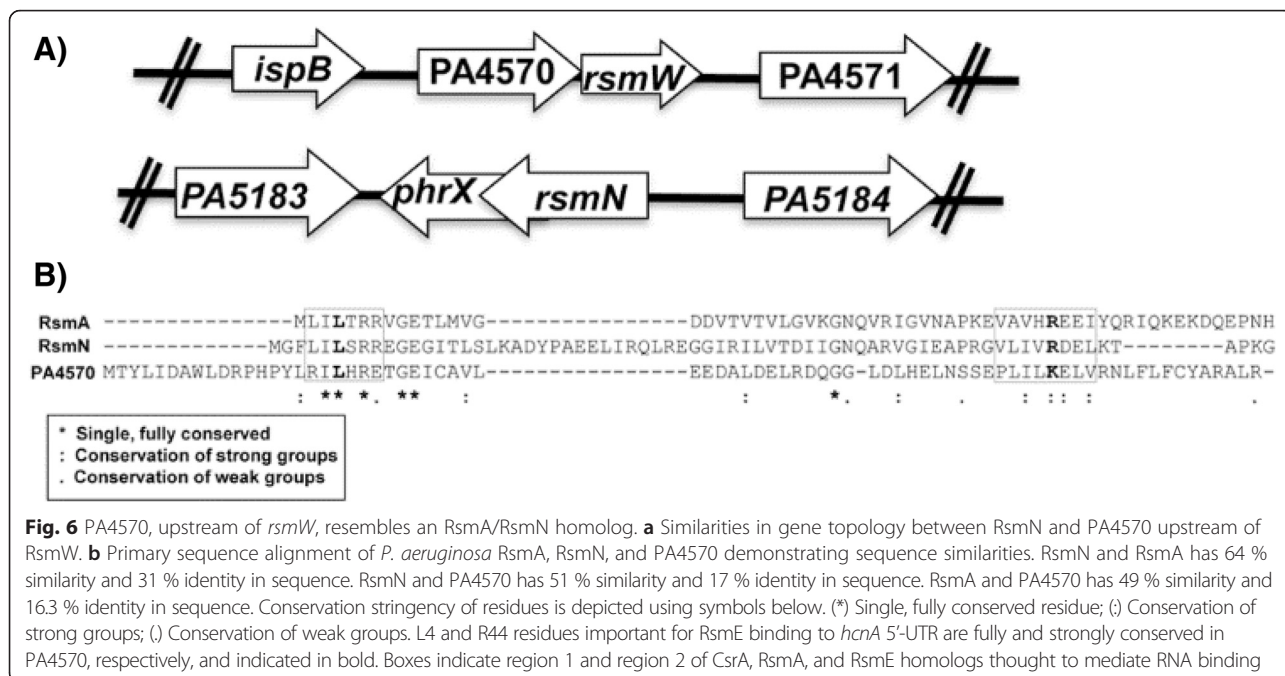 A)
ispB PA4570 rsmW PA4571
PA5183 phrX rsmN PA5184
B)
RsmA ----------------MLILTRRVGETLMVG----------------DDVTVTVLGVKGNQVRIGVNAPKEVAVHREEIYQRIQKEKDQEPNH
RsmN --------------MGFLILSRREGEGITLSLKADYPAEELIRQLREGGIRILVTDIIGNQARVGIEAPRGVLIVRDELKT-------APKG
PA4570 MTYLIDAWLDRPHPYLRILHRETGEICAVL----------------EEDALDELRDQGG--LDLHELNSSEPLILKELVRNLFLFCYARALR-
: ** *. ** : : *. : . : :: : .
* Single, fully conserved
: Conservation of strong groups
. Conservation of weak groups
Fig. 6 PA4570, upstream of rsmW, resembles an RsmA/RsmN homolog. a Similarities in gene topology between RsmN and PA4570 upstream of
RsmW. b Primary sequence alignment of P. aeruginosa RsmA, RsmN, and PA4570 demonstrating sequence similarities. RsmN and RsmA has 64 %
similarity and 31 % identity in sequence. RsmN and PA4570 has 51 % similarity and 17 % identity in sequence. RsmA and PA4570 has 49 % similarity and
16.3 % identity in sequence. Conservation stringency of residues is depicted using symbols below. (*) Single, fully conserved residue; (:) Conservation of
strong groups; (.) Conservation of weak groups. L4 and R44 residues important for RsmE binding to hcnA 5’-UTR are fully and strongly conserved in
PA4570, respectively, and indicated in bold. Boxes indicate region 1 and region 2 of CsrA, RsmA, and RsmE homologs thought to mediate RNA binding